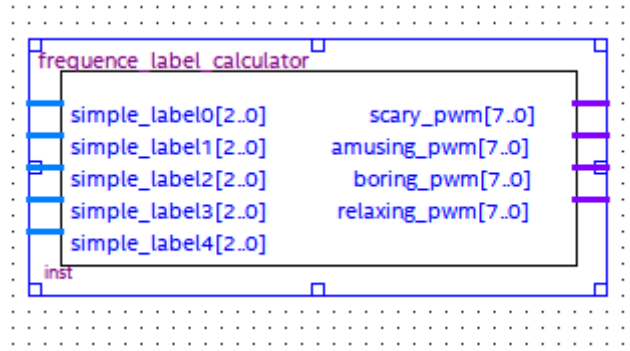 frequence_label_calculator
simple_label0[2..0] scary_pwm[7..0]
simple_label1[2..0] amusing_pwm[7..0]
simple_label2[2..0] boring_pwm[7..0]
simple_label3[2..0] relaxing_pwm[7..0]
simple_label4[2..0]
inst